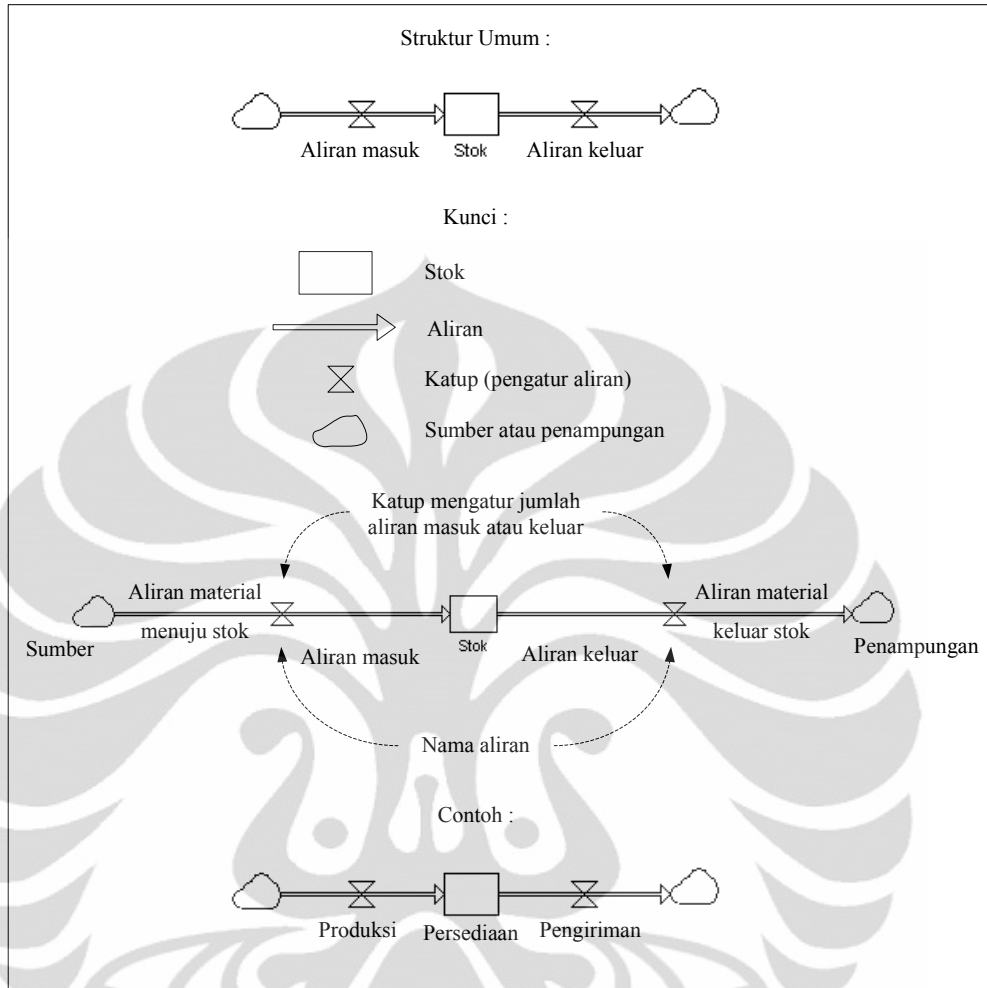 Struktur Umum :
Aliran masuk
Stok
Aliran keluar
Kunci :
Stok
Aliran
Katup (pengatur aliran)
Sumber atau penampungan
Katup mengatur jumlah
aliran masuk atau keluar
Aliran material
menuju stok
Aliran material
keluar stok
Sumber
Aliran masuk
Stok
Aliran keluar
Penampungan
Nama aliran
Contoh :
Produksi
Persediaan
Pengiriman